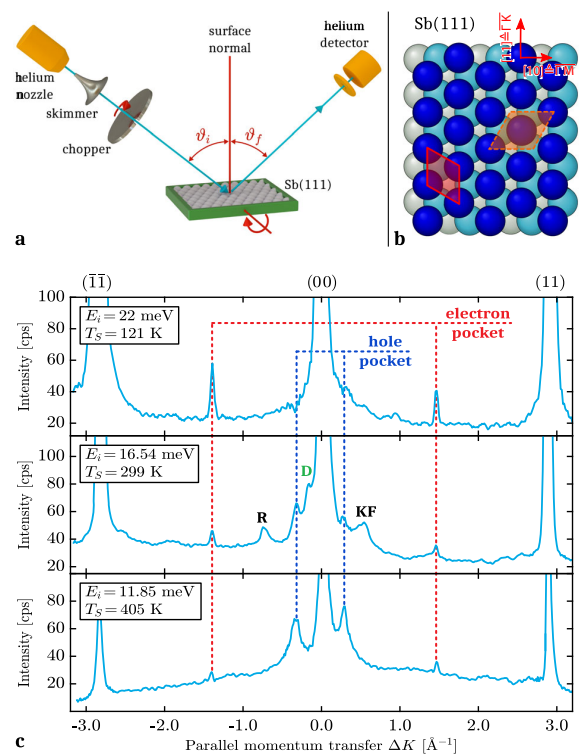 surface
normal
helium
detector
helium
nozzle
skimmer
chopper
ϑi
ϑf
Sb(111)
a
Sb(111)
[11]≙Γ̅K̅
[10]≙Γ̅M̅
b
(1̅1̅)
(00)
(11)
100
80
60
40
20
Intensity [cps]
Ei = 22 meV
TS = 121 K
electron
pocket
hole
pocket
100
80
60
40
20
Intensity [cps]
Ei = 16.54 meV
TS = 299 K
R
D
KF
100
80
60
40
20
Intensity [cps]
Ei = 11.85 meV
TS = 405 K
-3.0
-2.0
-1.0
0.0
1.0
2.0
3.0
Parallel momentum transfer ΔK [Å⁻¹]
c